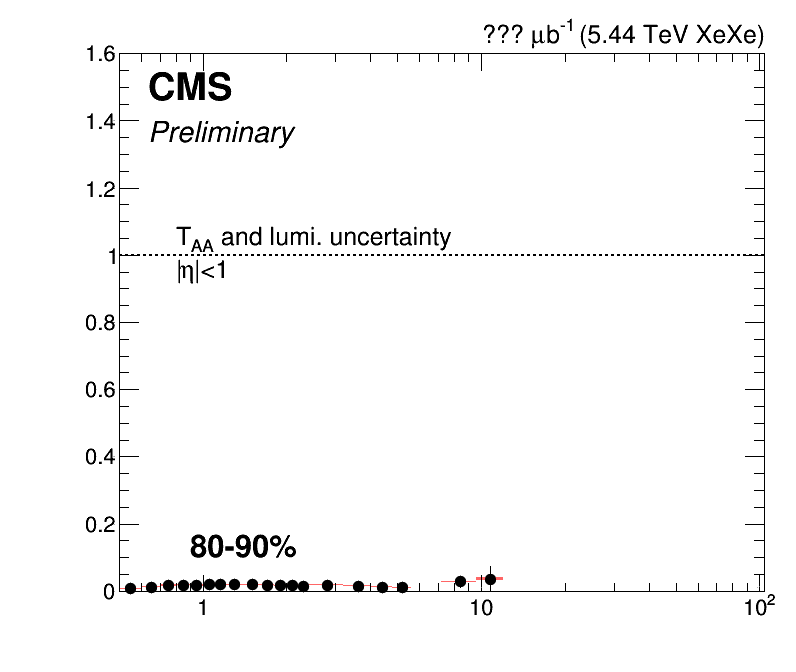 ??? μb⁻¹ (5.44 TeV XeXe)
CMS
Preliminary
T_AA and lumi. uncertainty
|η|<1
80-90%
1.6
1.4
1.2
1
0.8
0.6
0.4
0.2
0
1
10
10²